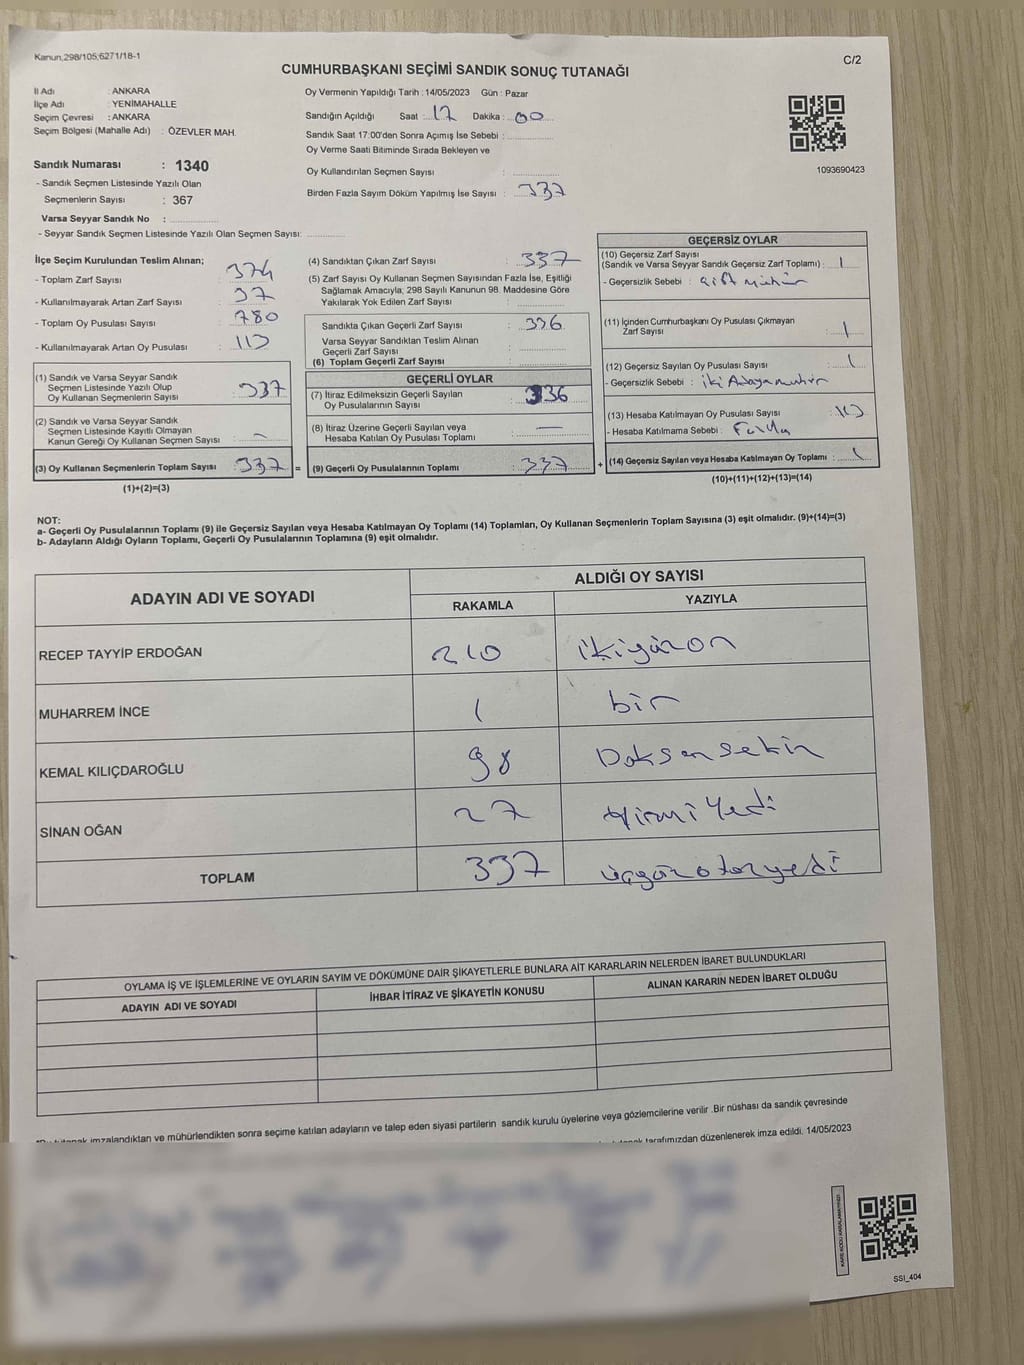 Kanun,298/105;6271/18-1
C/2
CUMHURBAŞKANI SEÇİMİ SANDIK SONUÇ TUTANAĞI
İl Adı : ANKARA
İlçe Adı : YENİMAHALLE
Seçim Çevresi : ANKARA
Seçim Bölgesi (Mahalle Adı) : ÖZEVLER MAH.
Sandık Numarası : 1340
- Sandık Seçmen Listesinde Yazılı Olan
Seçmenlerin Sayısı : 367
Varsa Seyyar Sandık No :
- Seyyar Sandık Seçmen Listesinde Yazılı Olan Seçmen Sayısı:
Oy Vermenin Yapıldığı Tarih : 14/05/2023 Gün : Pazar
Sandığın Açıldığı Saat : 17 Dakika : 00
Sandık Saat 17:00'den Sonra Açımış İse Sebebi :
Oy Verme Saati Bitiminde Sırada Bekleyen ve
Oy Kullandırılan Seçmen Sayısı :
Birden Fazla Sayım Döküm Yapılmış İse Sayısı : 337
1093690423
İlçe Seçim Kurulundan Teslim Alınan;
- Toplam Zarf Sayısı : 374
- Kullanılmayarak Artan Zarf Sayısı : 37
- Toplam Oy Pusulası Sayısı : 780
- Kullanılmayarak Artan Oy Pusulası : 113
(1) Sandık ve Varsa Seyyar Sandık
Seçmen Listesinde Yazılı Olup
Oy Kullanan Seçmenlerin Sayısı : 337
(2) Sandık ve Varsa Seyyar Sandık
Seçmen Listesinde Kayıtlı Olmayan
Kanun Gereği Oy Kullanan Seçmen Sayısı : –
(3) Oy Kullanan Seçmenlerin Toplam Sayısı : 337 =
(1)+(2)=(3)
(4) Sandıktan Çıkan Zarf Sayısı : 337
(5) Zarf Sayısı Oy Kullanan Seçmen Sayısından Fazla İse, Eşitliği
Sağlamak Amacıyla; 298 Sayılı Kanunun 98. Maddesine Göre
Yakılarak Yok Edilen Zarf Sayısı :
Sandıkta Çıkan Geçerli Zarf Sayısı : 336
Varsa Seyyar Sandıktan Teslim Alınan
Geçerli Zarf Sayısı :
(6) Toplam Geçerli Zarf Sayısı :
GEÇERLİ OYLAR
(7) İtiraz Edilmeksizin Geçerli Sayılan
Oy Pusulalarının Sayısı : 336
(8) İtiraz Üzerine Geçerli Sayılan veya
Hesaba Katılan Oy Pusulası Toplamı : —
(9) Geçerli Oy Pusulalarının Toplamı : 337 +
GEÇERSİZ OYLAR
(10) Geçersiz Zarf Sayısı
(Sandık ve Varsa Seyyar Sandık Geçersiz Zarf Toplamı) : 1
- Geçersizlik Sebebi : Çift mühür
(11) İçinden Cumhurbaşkanı Oy Pusulası Çıkmayan
Zarf Sayısı : 1
(12) Geçersiz Sayılan Oy Pusulası Sayısı : 1
- Geçersizlik Sebebi : iki Adaya mühür
(13) Hesaba Katılmayan Oy Pusulası Sayısı : 113
- Hesaba Katılmama Sebebi : Fazla
(14) Geçersiz Sayılan veya Hesaba Katılmayan Oy Toplamı : 1
(10)+(11)+(12)+(13)=(14)
NOT:
a- Geçerli Oy Pusulalarının Toplamı (9) ile Geçersiz Sayılan veya Hesaba Katılmayan Oy Toplamı (14) Toplamları, Oy Kullanan Seçmenlerin Toplam Sayısına (3) eşit olmalıdır. (9)+(14)=(3)
b- Adayların Aldığı Oyların Toplamı, Geçerli Oy Pusulalarının Toplamına (9) eşit olmalıdır.
ADAYIN ADI VE SOYADI
ALDIĞI OY SAYISI
RAKAMLA YAZIYLA
RECEP TAYYİP ERDOĞAN 210 ikiyüzon
MUHARREM İNCE 1 bir
KEMAL KILIÇDAROĞLU 98 Doksansekiz
SİNAN OĞAN 27 Yirmi Yedi
TOPLAM 337 üçyüzotuzyedi
OYLAMA İŞ VE İŞLEMLERİNE VE OYLARIN SAYIM VE DÖKÜMÜNE DAİR ŞİKAYETLERLE BUNLARA AİT KARARLARIN NELERDEN İBARET BULUNDUKLARI
ADAYIN ADI VE SOYADI İHBAR İTİRAZ VE ŞİKAYETİN KONUSU ALINAN KARARIN NEDEN İBARET OLDUĞU
tutanak imzalandıktan ve mühürlendikten sonra seçime katılan adayların ve talep eden siyasi partilerin sandık kurulu üyelerine veya gözlemcilerine verilir .Bir nüshası da sandık çevresinde
tarafımızdan düzenlenerek imza edildi. 14/05/2023
SSİ_404